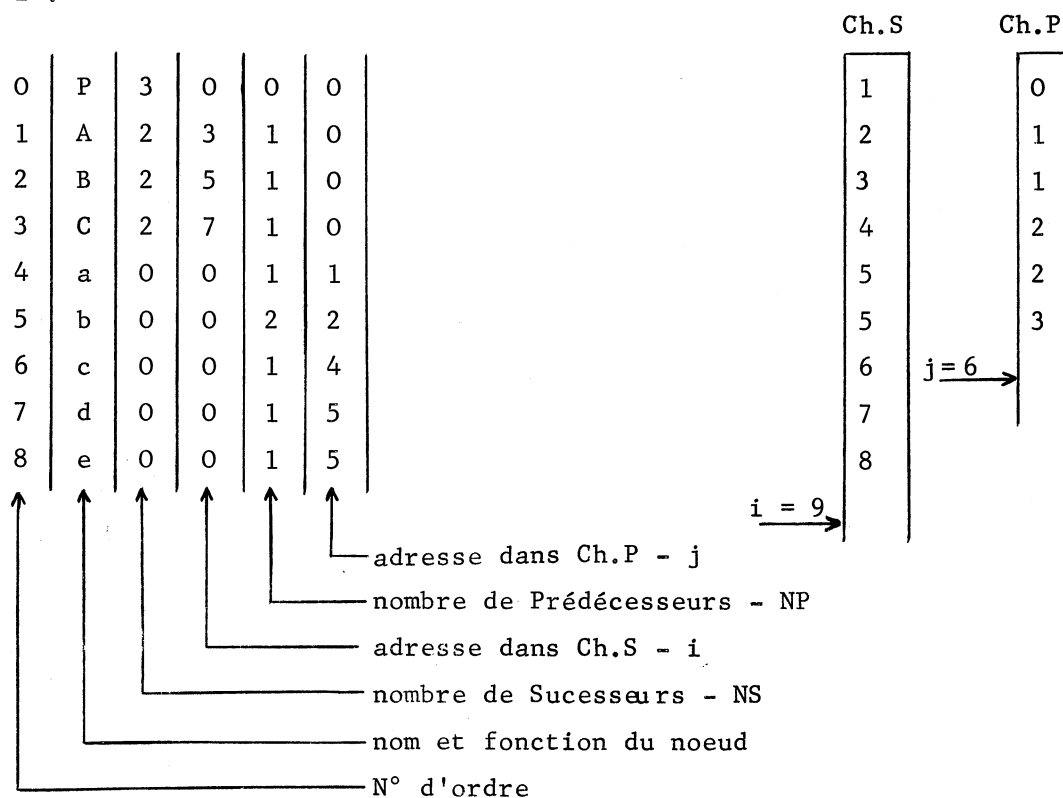 Ch.S Ch.P
0 P 3 0 0 0 1 0
1 A 2 3 1 0 2 1
2 B 2 5 1 0 3 1
3 C 2 7 1 0 4 2
4 a 0 0 1 1 5 2
5 b 0 0 2 2 5 3
6 c 0 0 1 4 6 j= 6
7 d 0 0 1 5 7
8 e 0 0 1 5 8
i = 9
adresse dans Ch.P - j
nombre de Prédécesseurs - NP
adresse dans Ch.S - i
nombre de Sucesseurs - NS
nom et fonction du noeud
N° d'ordre